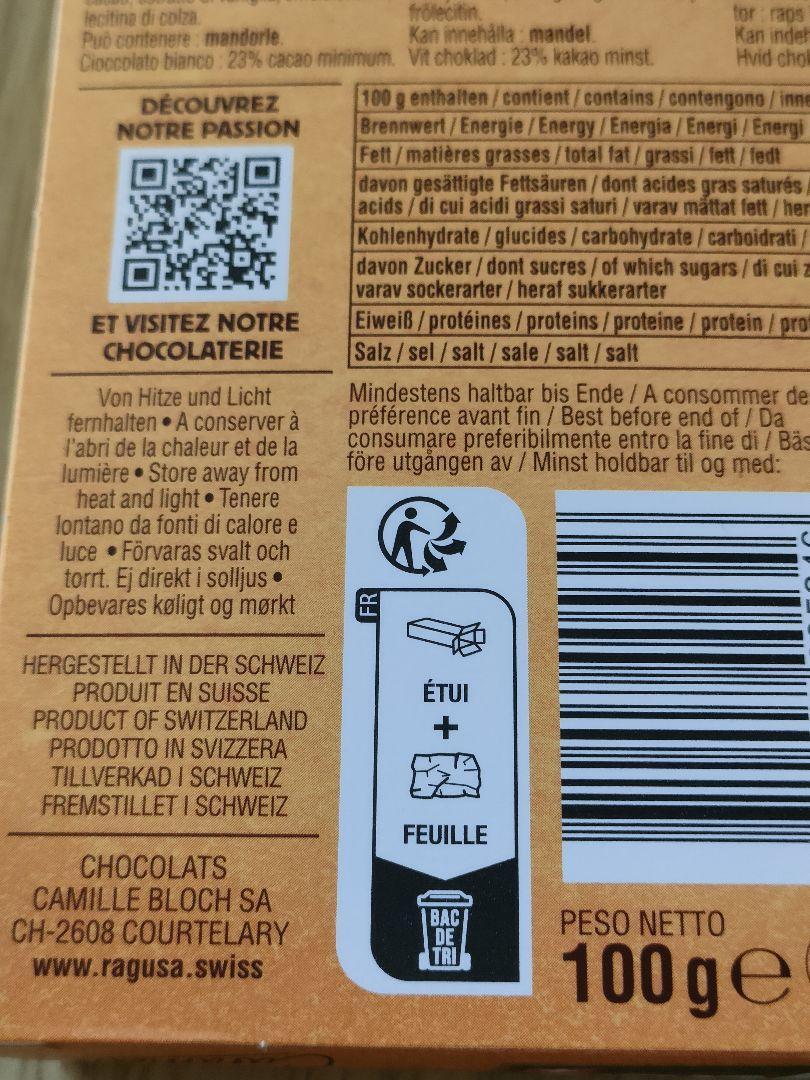 lecitina di colza.
Può contenere : mandorle.
Cioccolato bianco : 23% cacao minimum.
frölecitin.
Kan innehålla : mandel.
Vit choklad : 23% kakao minst.
tor : raps
Kan indeh
Hvid chok
DÉCOUVREZ
NOTRE PASSION
ET VISITEZ NOTRE
CHOCOLATERIE
100 g enthalten / contient / contains / contengono / inne
Brennwert / Energie / Energy / Energia / Energi / Energi
Fett / matières grasses / total fat / grassi / fett / fedt
davon gesättigte Fettsäuren / dont acides gras saturés /
acids / di cui acidi grassi saturi / varav mättat fett / her
Kohlenhydrate / glucides / carbohydrate / carboidrati /
davon Zucker / dont sucres / of which sugars / di cui z
varav sockerarter / heraf sukkerarter
Eiweiß / protéines / proteins / proteine / protein / pro
Salz / sel / salt / sale / salt / salt
Von Hitze und Licht
fernhalten • A conserver à
l'abri de la chaleur et de la
lumière • Store away from
heat and light • Tenere
lontano da fonti di calore e
luce • Förvaras svalt och
torrt. Ej direkt i solljus •
Opbevares køligt og mørkt
Mindestens haltbar bis Ende / A consommer de
préférence avant fin / Best before end of / Da
consumare preferibilmente entro la fine di / Bäs
före utgången av / Minst holdbar til og med:
HERGESTELLT IN DER SCHWEIZ
PRODUIT EN SUISSE
PRODUCT OF SWITZERLAND
PRODOTTO IN SVIZZERA
TILLVERKAD I SCHWEIZ
FREMSTILLET I SCHWEIZ
CHOCOLATS
CAMILLE BLOCH SA
CH-2608 COURTELARY
www.ragusa.swiss
FR
ÉTUI
+
FEUILLE
BAC
DE
TRI
PESO NETTO
100 g e